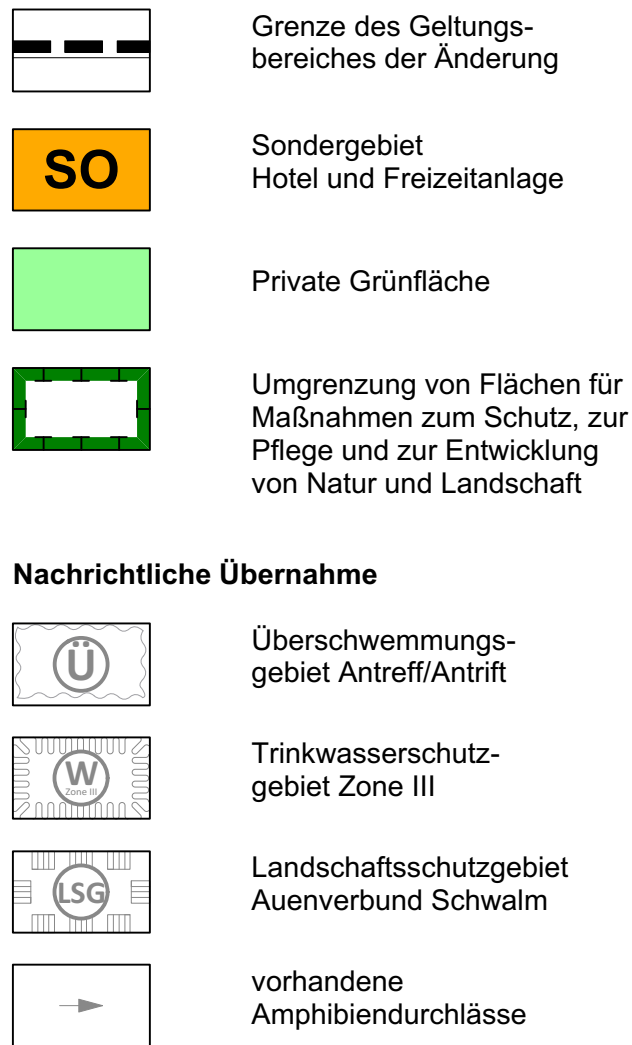 Grenze des Geltungs-
bereiches der Änderung
SO
Sondergebiet
Hotel und Freizeitanlage
Private Grünfläche
Umgrenzung von Flächen für
Maßnahmen zum Schutz, zur
Pflege und zur Entwicklung
von Natur und Landschaft
Nachrichtliche Übernahme
Ü
Überschwemmungs-
gebiet Antreff/Antrift
W
Zone III
Trinkwasserschutz-
gebiet Zone III
LSG
Landschaftsschutzgebiet
Auenverbund Schwalm
vorhandene
Amphibiendurchlässe